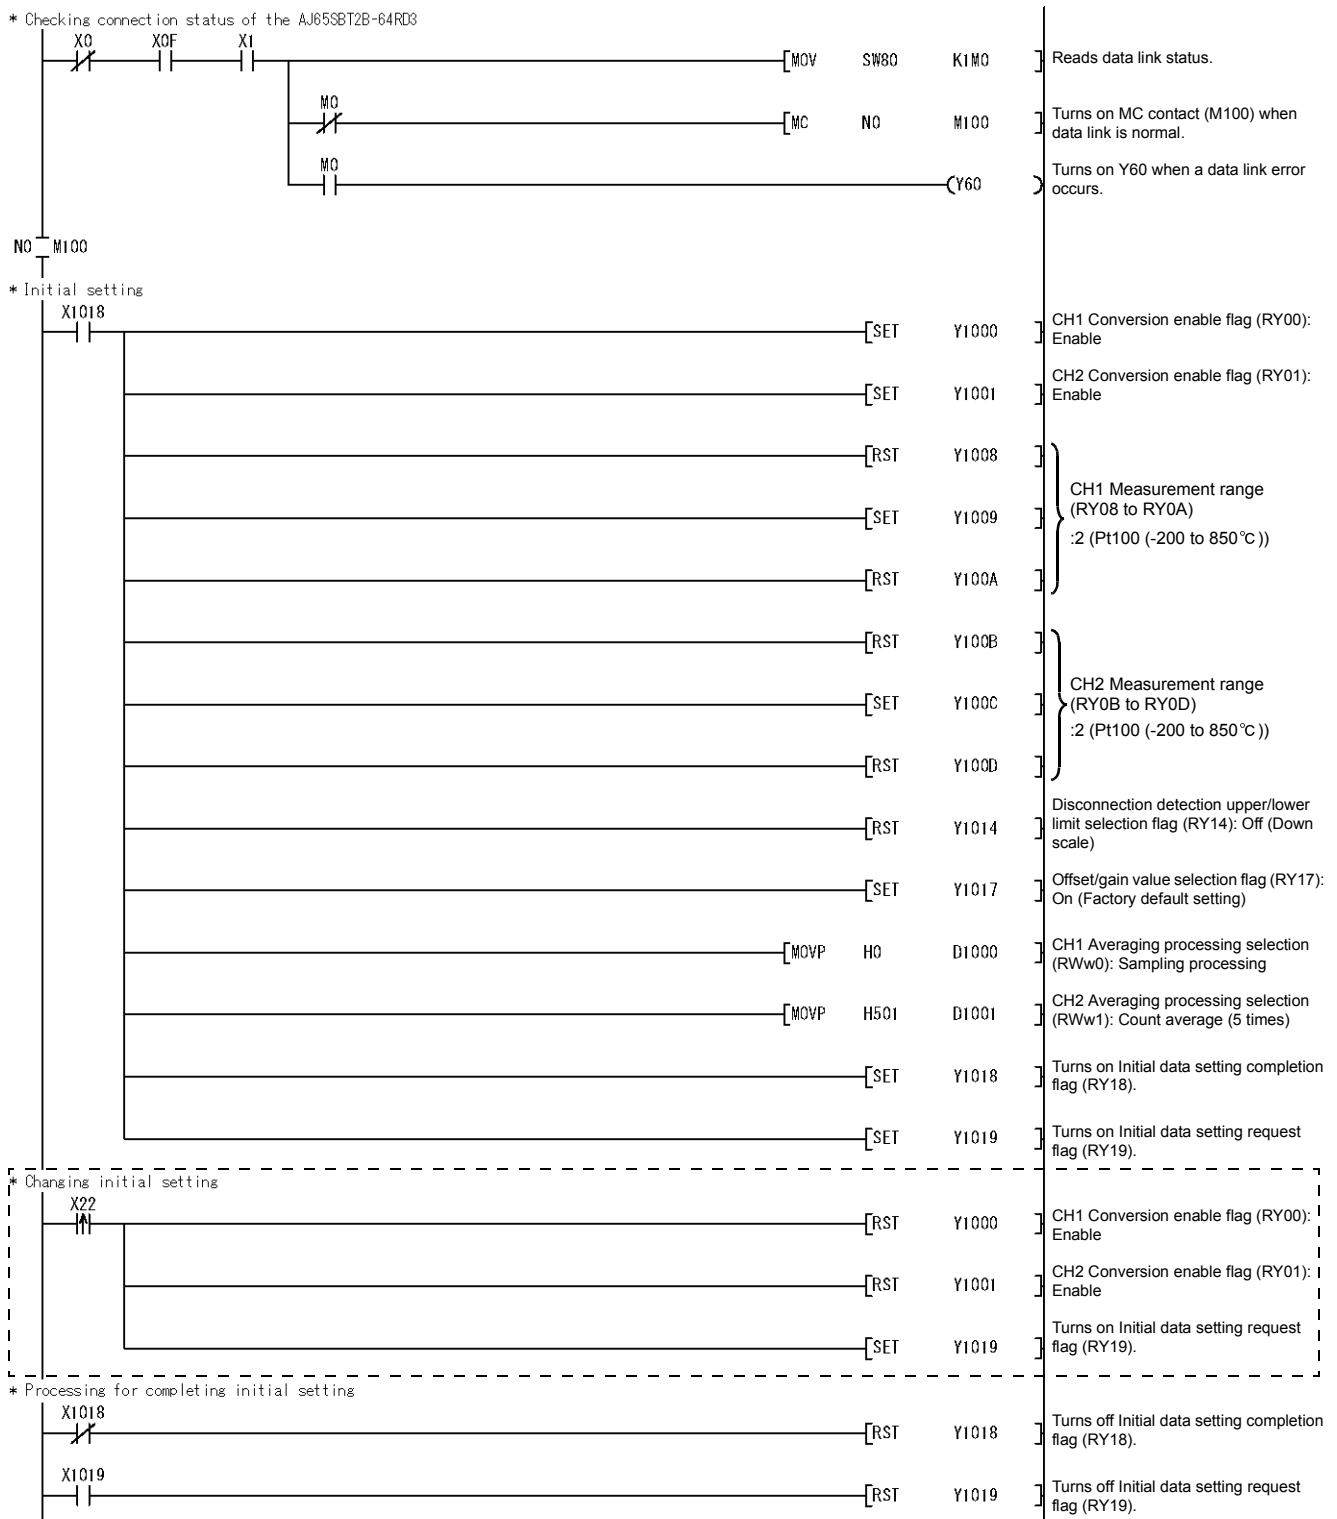 * Checking connection status of the AJ65SBT2B-64RD3
X0 X0F X1
MOV SW80 K1M0 Reads data link status.
M0
MC N0 M100 Turns on MC contact (M100) when
data link is normal.
M0
Y60 Turns on Y60 when a data link error
occurs.
N0 M100
* Initial setting
X1018
SET Y1000 CH1 Conversion enable flag (RY00):
Enable
SET Y1001 CH2 Conversion enable flag (RY01):
Enable
RST Y1008
SET Y1009
RST Y100A
CH1 Measurement range
(RY08 to RY0A)
:2 (Pt100 (-200 to 850℃))
RST Y100B
SET Y100C
RST Y100D
CH2 Measurement range
(RY0B to RY0D)
:2 (Pt100 (-200 to 850℃))
RST Y1014 Disconnection detection upper/lower
limit selection flag (RY14): Off (Down
scale)
SET Y1017 Offset/gain value selection flag (RY17):
On (Factory default setting)
MOVP H0 D1000 CH1 Averaging processing selection
(RWw0): Sampling processing
MOVP H501 D1001 CH2 Averaging processing selection
(RWw1): Count average (5 times)
SET Y1018 Turns on Initial data setting completion
flag (RY18).
SET Y1019 Turns on Initial data setting request
flag (RY19).
* Changing initial setting
X22
RST Y1000 CH1 Conversion enable flag (RY00):
Enable
RST Y1001 CH2 Conversion enable flag (RY01):
Enable
SET Y1019 Turns on Initial data setting request
flag (RY19).
* Processing for completing initial setting
X1018
RST Y1018 Turns off Initial data setting completion
flag (RY18).
X1019
RST Y1019 Turns off Initial data setting request
flag (RY19).